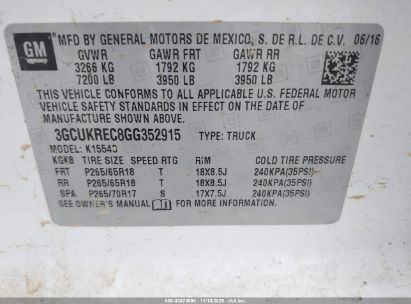 GM
MFD BY GENERAL MOTORS DE MEXICO, S. DE R.L. DE C.V. 06/16
GVWR GAWR FRT GAWR RR
3266 KG 1792 KG 1792 KG
7200 LB 3950 LB 3950 LB
THIS VEHICLE CONFORMS TO ALL APPLICABLE U.S. FEDERAL MOTOR
VEHICLE SAFETY STANDARDS IN EFFECT ON THE DATE OF
MANUFACTURE SHOWN ABOVE.
3GCUKREC8GG352915 TYPE: TRUCK
MODEL: K15543
KGK8 TIRE SIZE SPEED RTG RIM COLD TIRE PRESSURE
FRT P265/65R18 T 18X8.5J 240KPA(35PSI)
RR P265/65R18 T 18X8.5J 240KPA(35PSI)
SPA P265/70R17 S 17X7.5J 240KPA(35PSI)
SEE OWNER'S MANUAL FOR MORE INFORMATION